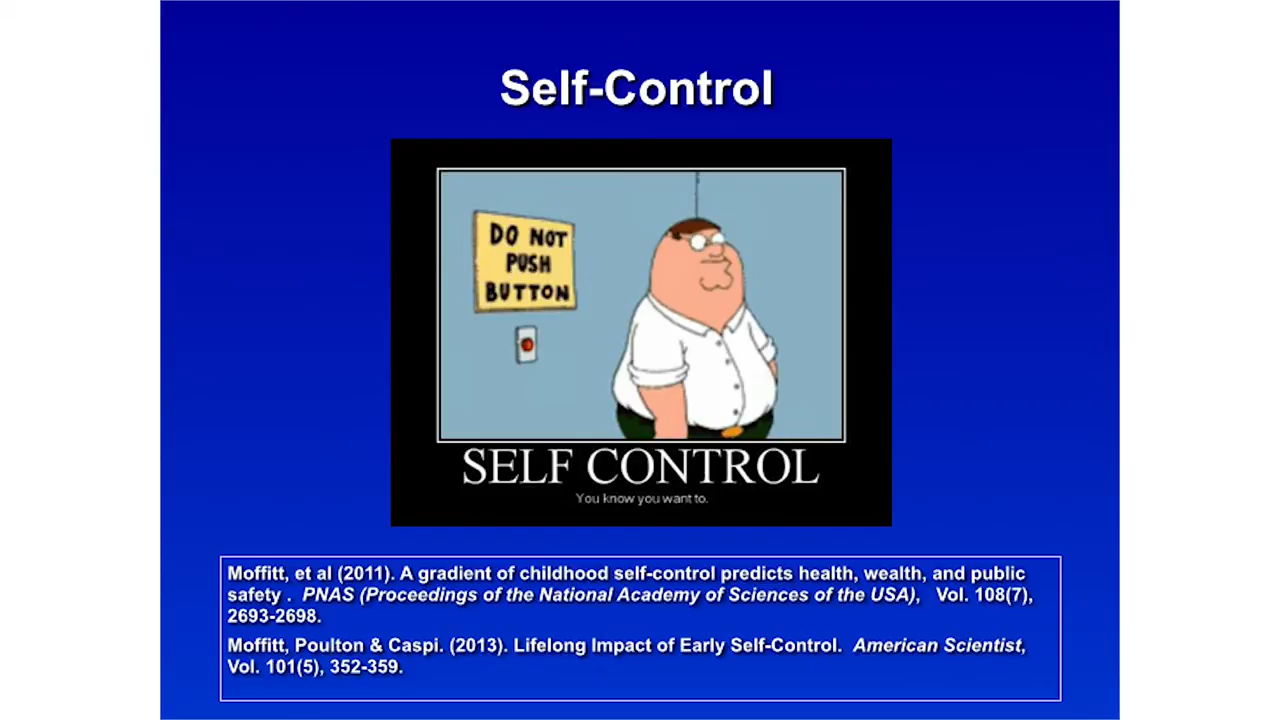 Self-Control
DO NOT
PUSH
BUTTON
SELF CONTROL
You know you want to.
Moffitt, et al (2011). A gradient of childhood self-control predicts health, wealth, and public
safety . PNAS (Proceedings of the National Academy of Sciences of the USA), Vol. 108(7),
2693-2698.
Moffitt, Poulton & Caspi. (2013). Lifelong Impact of Early Self-Control. American Scientist,
Vol. 101(5), 352-359.